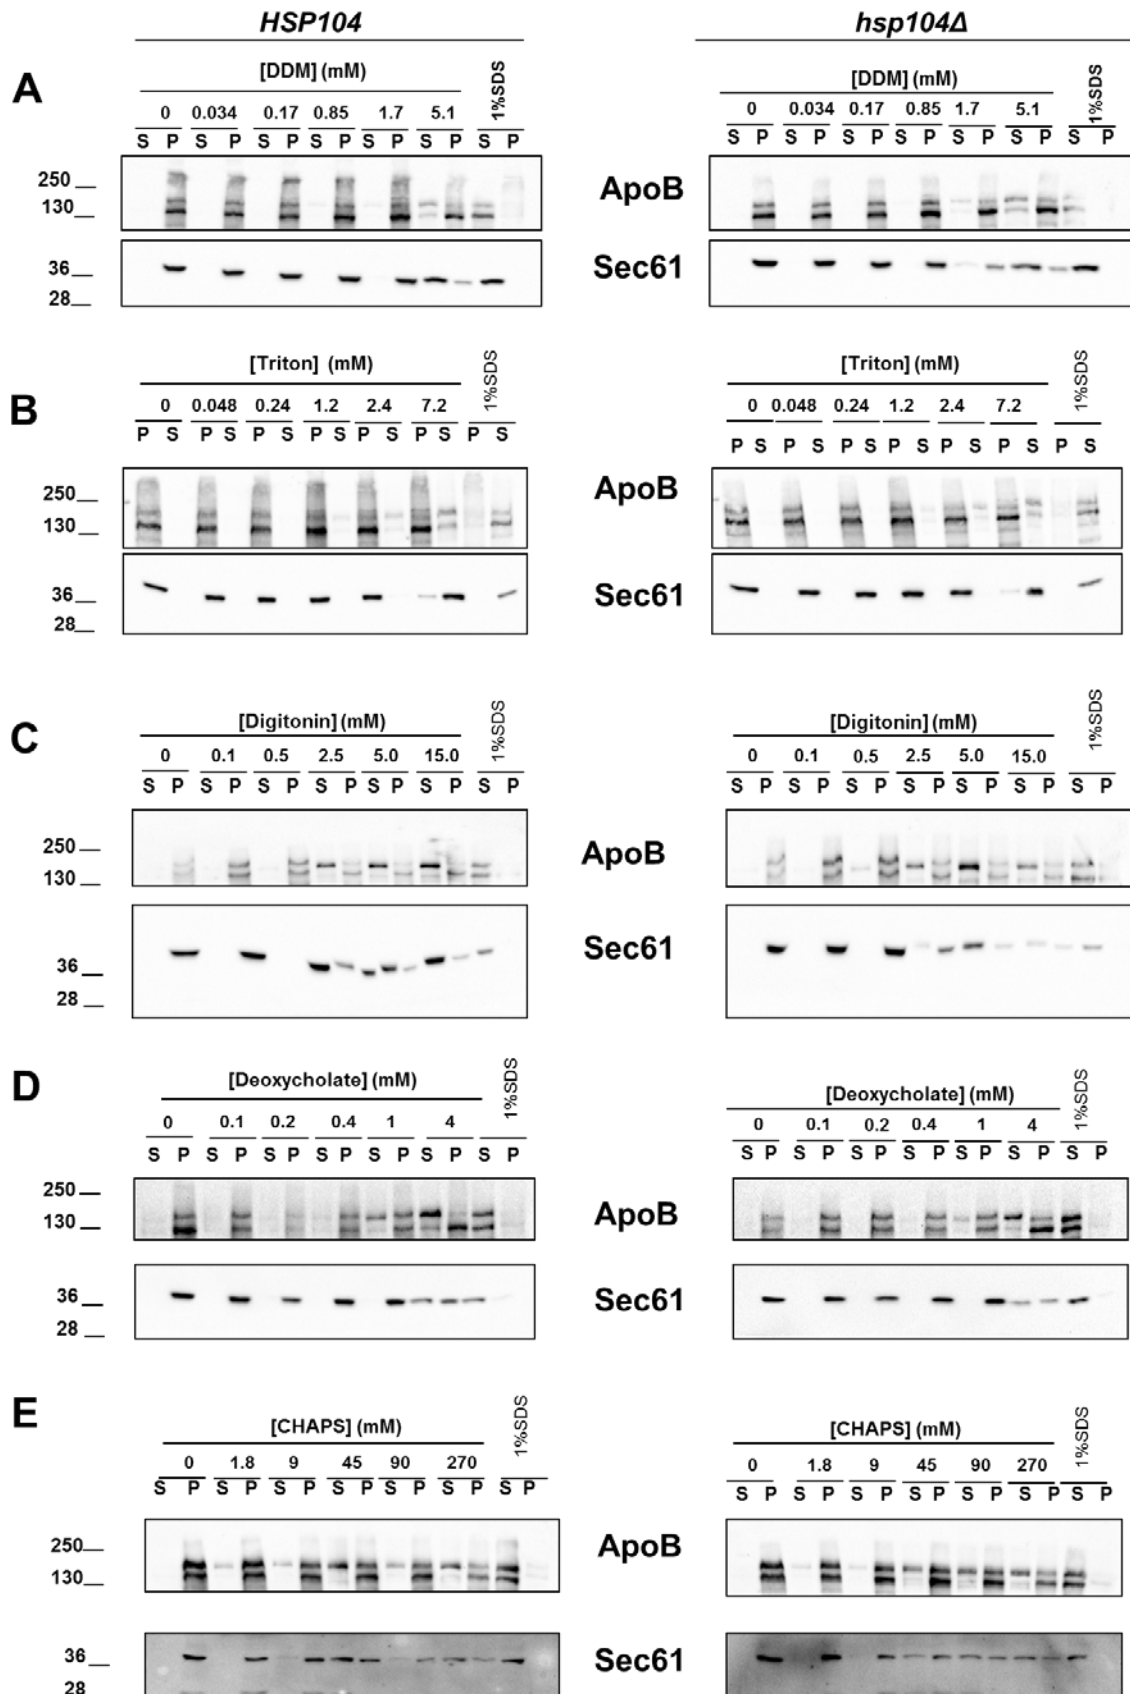 HSP104 hsp104Δ
A
[DDM] (mM) 1%SDS [DDM] (mM) 1%SDS
0 0.034 0.17 0.85 1.7 5.1 0 0.034 0.17 0.85 1.7 5.1
S P S P S P S P S P S P S P S P S P S P S P S P S P S P
250
130
ApoB
36
28
Sec61
B
[Triton] (mM) 1%SDS [Triton] (mM) 1%SDS
0 0.048 0.24 1.2 2.4 7.2 0 0.048 0.24 1.2 2.4 7.2
P S P S P S P S P S P S P S P S P S P S P S P S P S P S
250
130
ApoB
36
28
Sec61
C
[Digitonin] (mM) 1%SDS [Digitonin] (mM) 1%SDS
0 0.1 0.5 2.5 5.0 15.0 0 0.1 0.5 2.5 5.0 15.0
S P S P S P S P S P S P S P S P S P S P S P S P S P S P
250
130
ApoB
36
28
Sec61
D
[Deoxycholate] (mM) 1%SDS [Deoxycholate] (mM) 1%SDS
0 0.1 0.2 0.4 1 4 0 0.1 0.2 0.4 1 4
S P S P S P S P S P S P S P S P S P S P S P S P S P S P
250
130
ApoB
36
28
Sec61
E
[CHAPS] (mM) 1%SDS [CHAPS] (mM) 1%SDS
0 1.8 9 45 90 270 0 1.8 9 45 90 270
S P S P S P S P S P S P S P S P S P S P S P S P S P S P
250
130
ApoB
36
28
Sec61